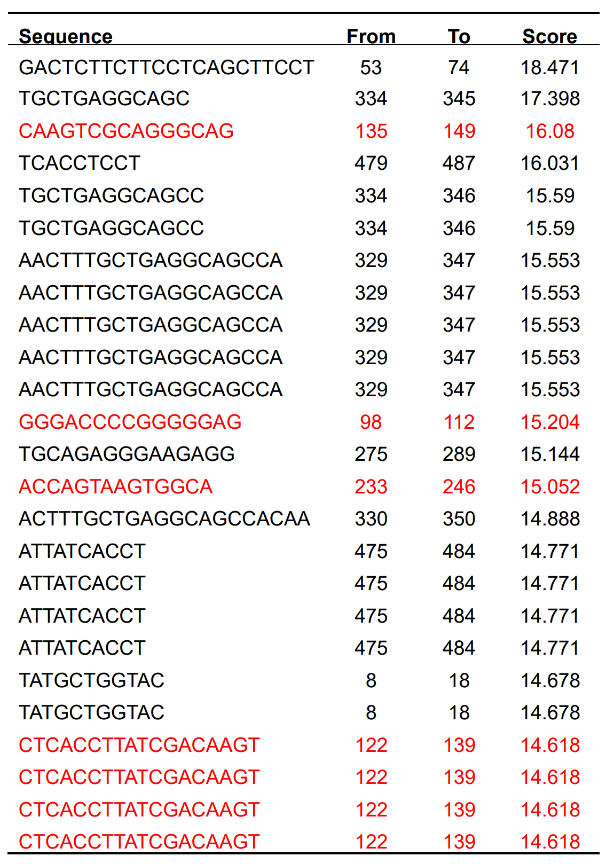 Sequence From To Score
GACTCTTCTTCCTCAGCTTCCT 53 74 18.471
TGCTGAGGCAGC 334 345 17.398
CAAGTCGCAGGGCAG 135 149 16.08
TCACCTCCT 479 487 16.031
TGCTGAGGCAGCC 334 346 15.59
TGCTGAGGCAGCC 334 346 15.59
AACTTTGCTGAGGCAGCCA 329 347 15.553
AACTTTGCTGAGGCAGCCA 329 347 15.553
AACTTTGCTGAGGCAGCCA 329 347 15.553
AACTTTGCTGAGGCAGCCA 329 347 15.553
AACTTTGCTGAGGCAGCCA 329 347 15.553
GGGACCCCGGGGGAG 98 112 15.204
TGCAGAGGGAAGAGG 275 289 15.144
ACCAGTAAGTGGCA 233 246 15.052
ACTTTGCTGAGGCAGCCACAA 330 350 14.888
ATTATCACCT 475 484 14.771
ATTATCACCT 475 484 14.771
ATTATCACCT 475 484 14.771
ATTATCACCT 475 484 14.771
TATGCTGGTAC 8 18 14.678
TATGCTGGTAC 8 18 14.678
CTCACCTTATCGACAAGT 122 139 14.618
CTCACCTTATCGACAAGT 122 139 14.618
CTCACCTTATCGACAAGT 122 139 14.618
CTCACCTTATCGACAAGT 122 139 14.618